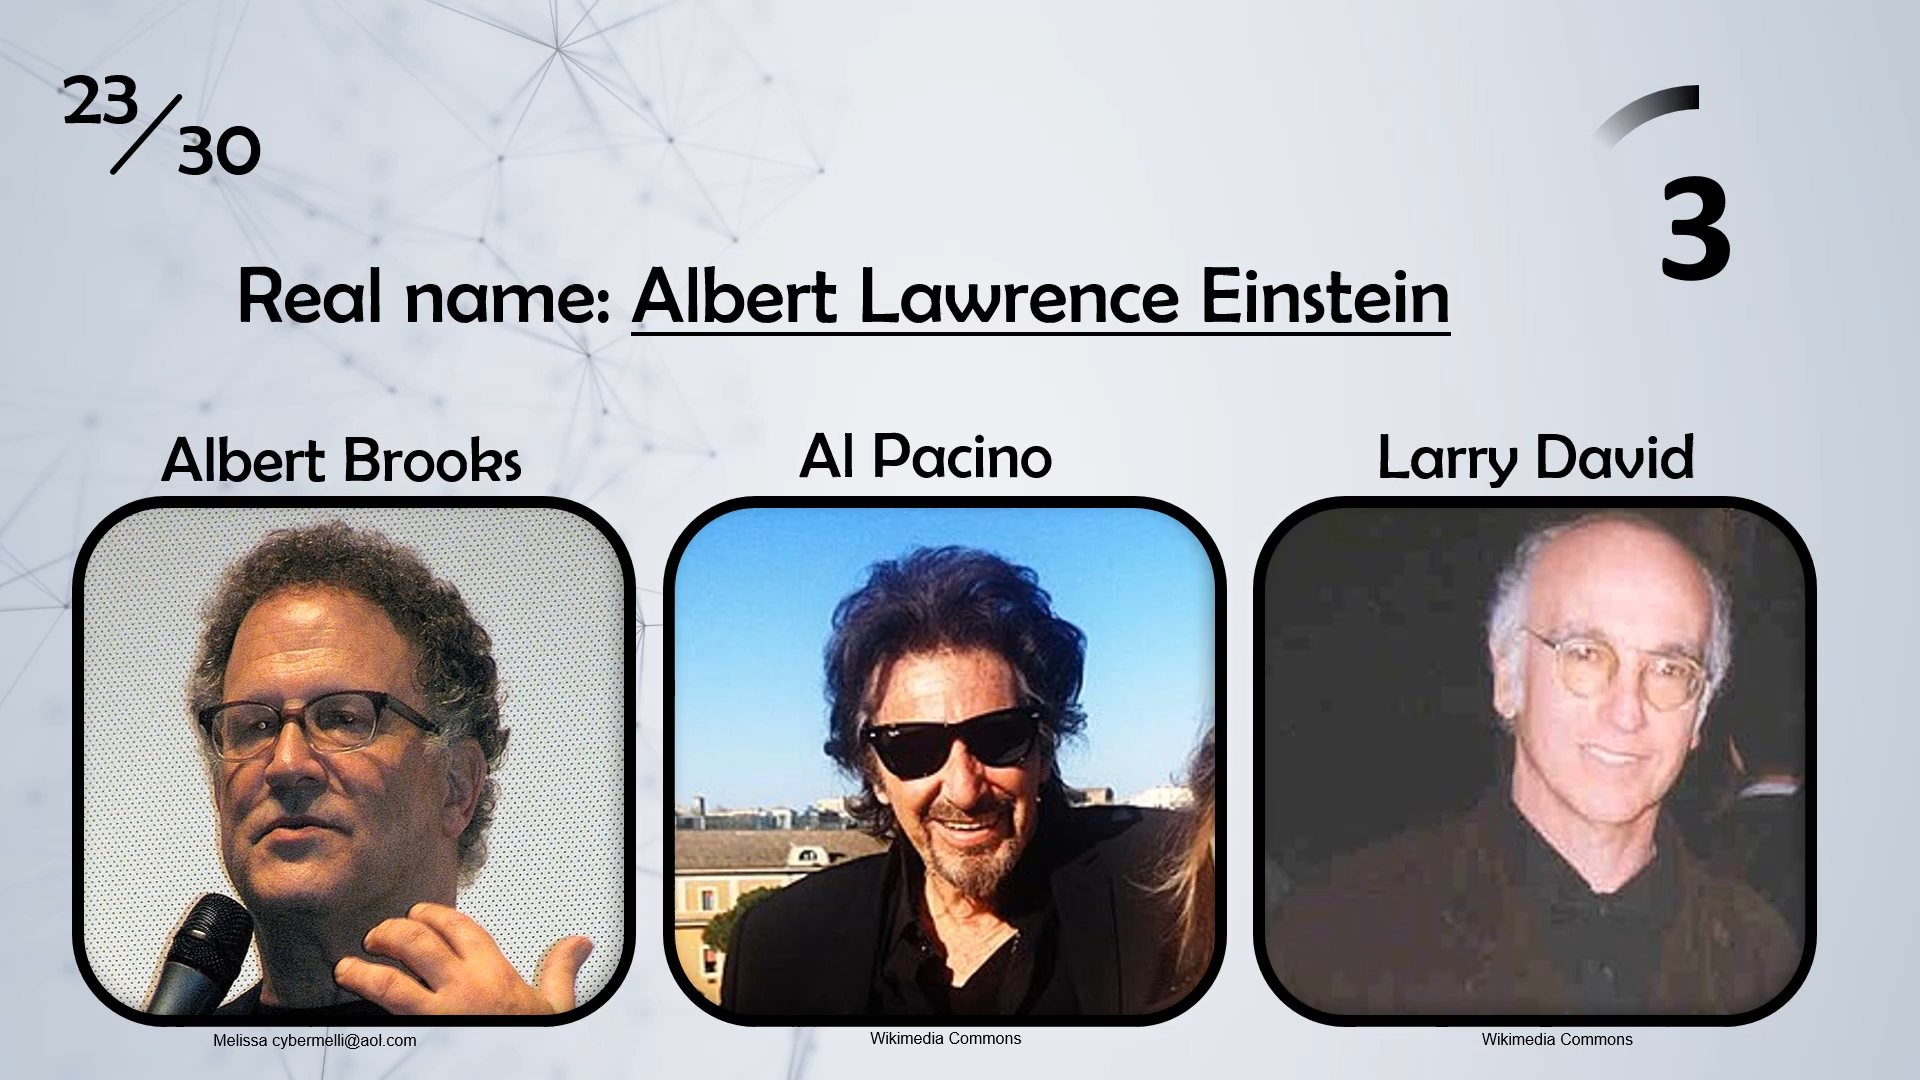 23/30
3
Real name: Albert Lawrence Einstein
Albert Brooks
Al Pacino
Larry David
Melissa cybermelli@aol.com
Wikimedia Commons
Wikimedia Commons